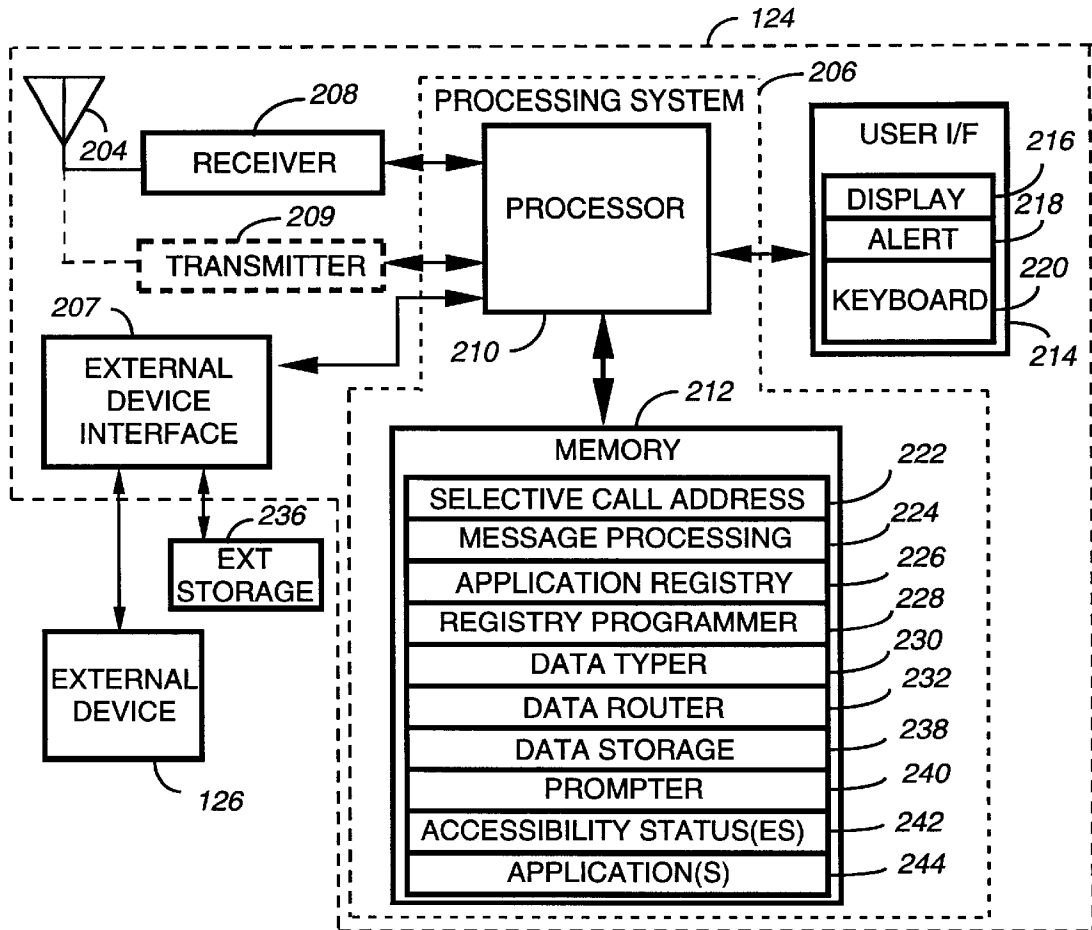 124
PROCESSING SYSTEM
206
208
204
RECEIVER
PROCESSOR
USER I/F
216
DISPLAY
218
ALERT
220
KEYBOARD
214
209
TRANSMITTER
207
210
EXTERNAL
DEVICE
INTERFACE
212
MEMORY
222
SELECTIVE CALL ADDRESS
224
MESSAGE PROCESSING
226
APPLICATION REGISTRY
228
REGISTRY PROGRAMMER
230
DATA TYPER
232
DATA ROUTER
238
DATA STORAGE
240
PROMPTER
242
ACCESSIBILITY STATUS(ES)
244
APPLICATION(S)
236
EXT
STORAGE
EXTERNAL
DEVICE
126